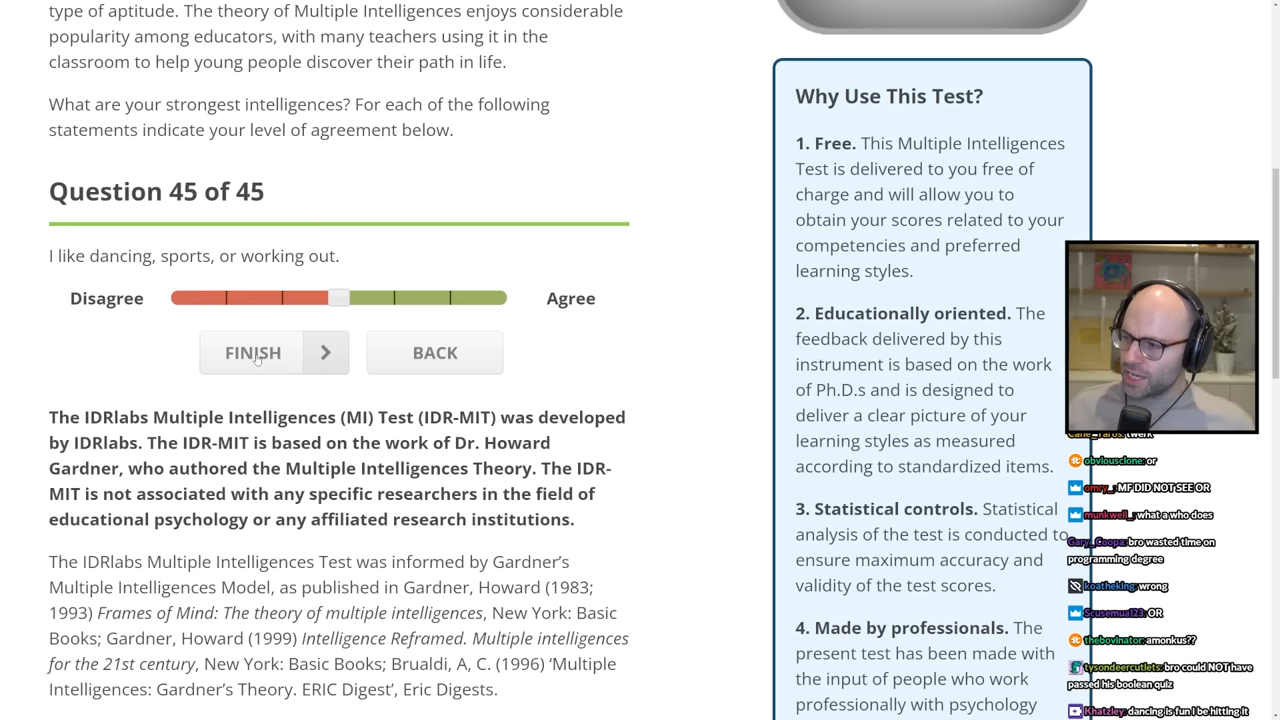 type of aptitude. The theory of Multiple Intelligences enjoys considerable
popularity among educators, with many teachers using it in the
classroom to help young people discover their path in life.
What are your strongest intelligences? For each of the following
statements indicate your level of agreement below.
Question 45 of 45
I like dancing, sports, or working out.
Disagree
Agree
FINISH
BACK
The IDRlabs Multiple Intelligences (MI) Test (IDR-MIT) was developed
by IDRlabs. The IDR-MIT is based on the work of Dr. Howard
Gardner, who authored the Multiple Intelligences Theory. The IDR-
MIT is not associated with any specific researchers in the field of
educational psychology or any affiliated research institutions.
The IDRlabs Multiple Intelligences Test was informed by Gardner's
Multiple Intelligences Model, as published in Gardner, Howard (1983;
1993) Frames of Mind: The theory of multiple intelligences, New York: Basic
Books; Gardner, Howard (1999) Intelligence Reframed. Multiple intelligences
for the 21st century, New York: Basic Books; Brualdi, A, C. (1996) 'Multiple
Intelligences: Gardner's Theory. ERIC Digest', Eric Digests.
Why Use This Test?
1. Free. This Multiple Intelligences
Test is delivered to you free of
charge and will allow you to
obtain your scores related to your
competencies and preferred
learning styles.
2. Educationally oriented. The
feedback delivered by this
instrument is based on the work
of Ph.D.s and is designed to
deliver a clear picture of your
learning styles as measured
according to standardized items.
3. Statistical controls. Statistical
analysis of the test is conducted to
ensure maximum accuracy and
validity of the test scores.
4. Made by professionals. The
present test has been made with
the input of people who work
professionally with psychology
twerk
obviousclone: or
omry_: MF DID NOT SEE OR
munkwell_: what a who does
Gary_Coopa: bro wasted time on
programming degree
koatheking: wrong
Scusemua123: OR
thebovinator: amonkus??
tysondeercutlets: bro could NOT have
passed his boolean quiz
Khatzley: dancing is fun I be hitting it